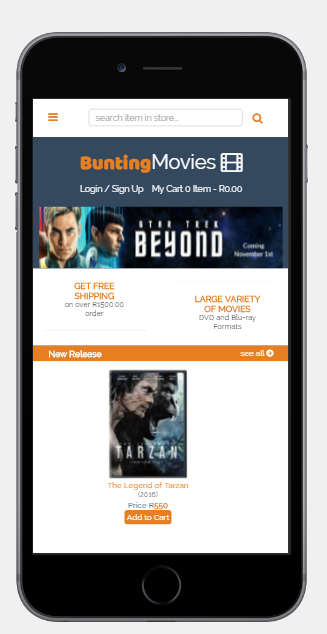 search item in store...
BuntingMovies
Login / Sign Up My Cart 0 Item - R0.00
STAR TREK
BEYOND
Coming
November 1st
GET FREE
SHIPPING
on over R1500.00
order
LARGE VARIETY
OF MOVIES
DVD and Blu-ray
Formats
New Release
see all
TARZAN
The Legend of Tarzan
(2016)
Price R550
Add to Cart